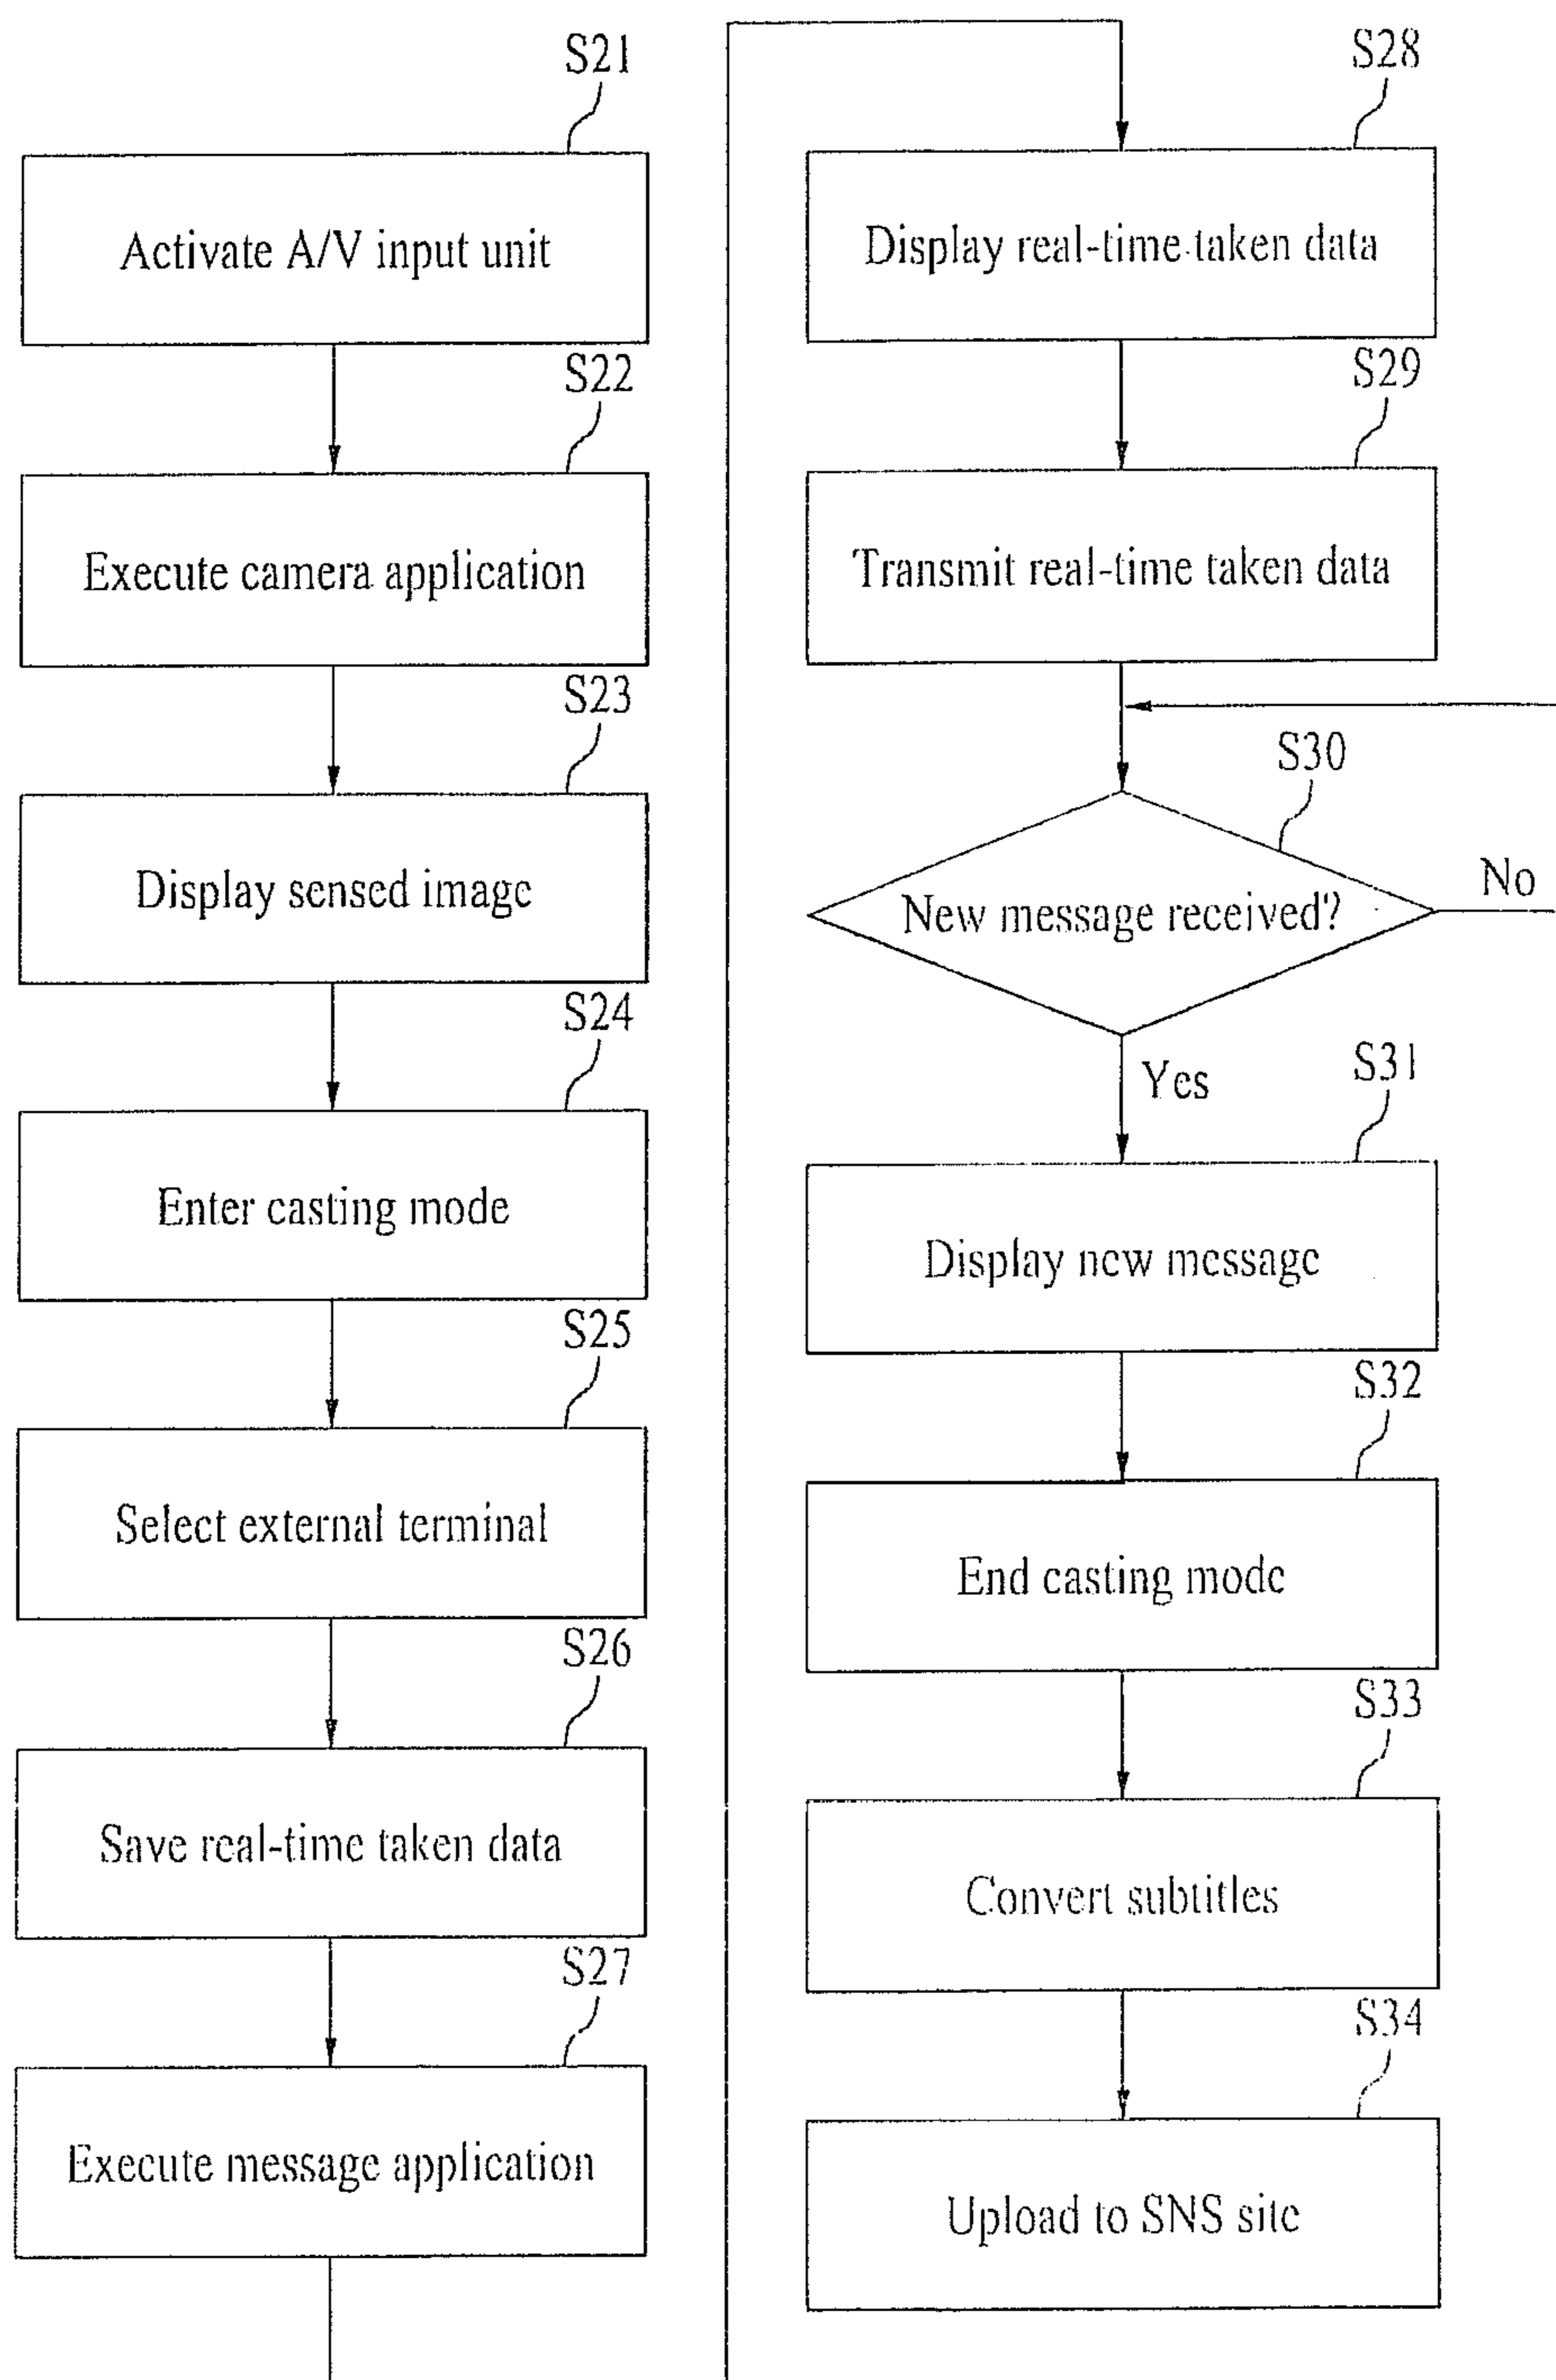 S21
Activate A/V input unit
S22
Execute camera application
S23
Display sensed image
S24
Enter casting mode
S25
Select external terminal
S26
Save real-time taken data
S27
Execute message application
S28
Display real-time taken data
S29
Transmit real-time taken data
S30
New message received?
No
Yes
S31
Display new message
S32
End casting mode
S33
Convert subtitles
S34
Upload to SNS site